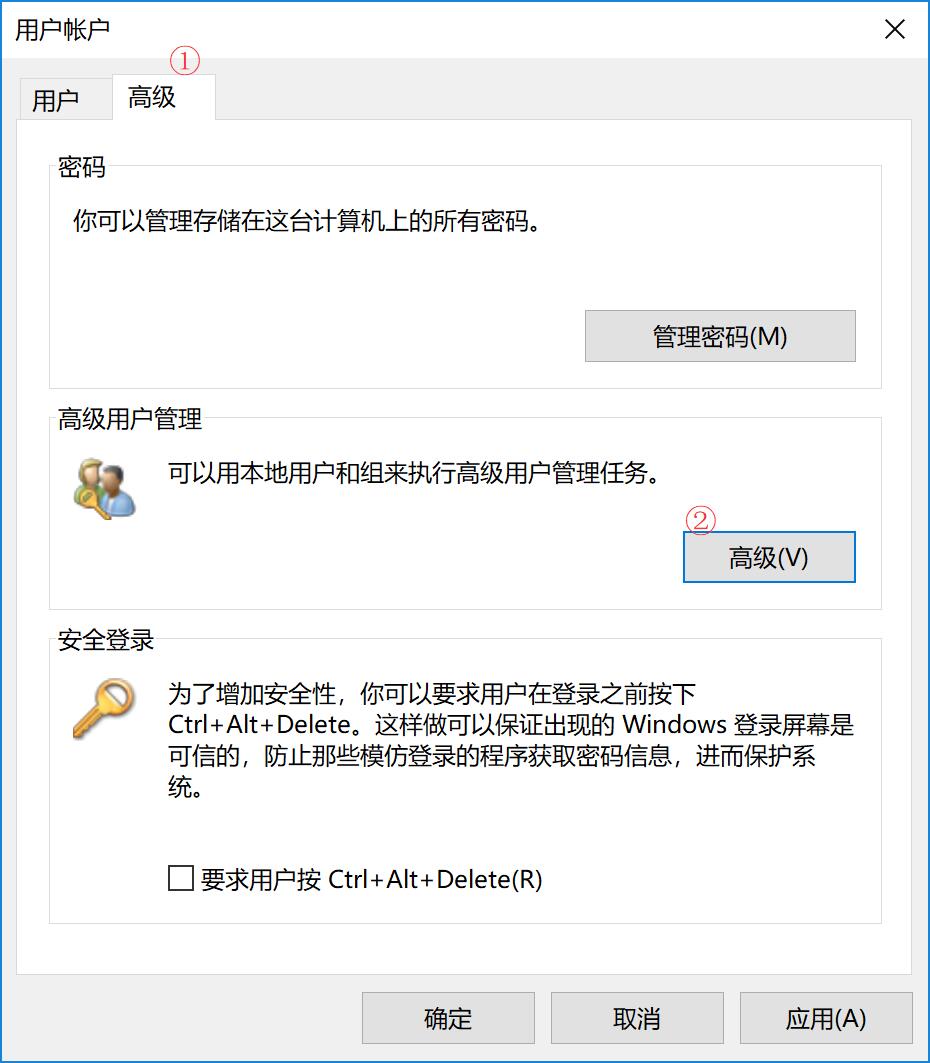 用户帐户
①
用户
高级
密码
你可以管理存储在这台计算机上的所有密码。
管理密码(M)
高级用户管理
可以用本地用户和组来执行高级用户管理任务。
②
高级(V)
安全登录
为了增加安全性，你可以要求用户在登录之前按下
Ctrl+Alt+Delete。这样做可以保证出现的 Windows 登录屏幕是
可信的，防止那些模仿登录的程序获取密码信息，进而保护系
统。
要求用户按 Ctrl+Alt+Delete(R)
确定
取消
应用(A)